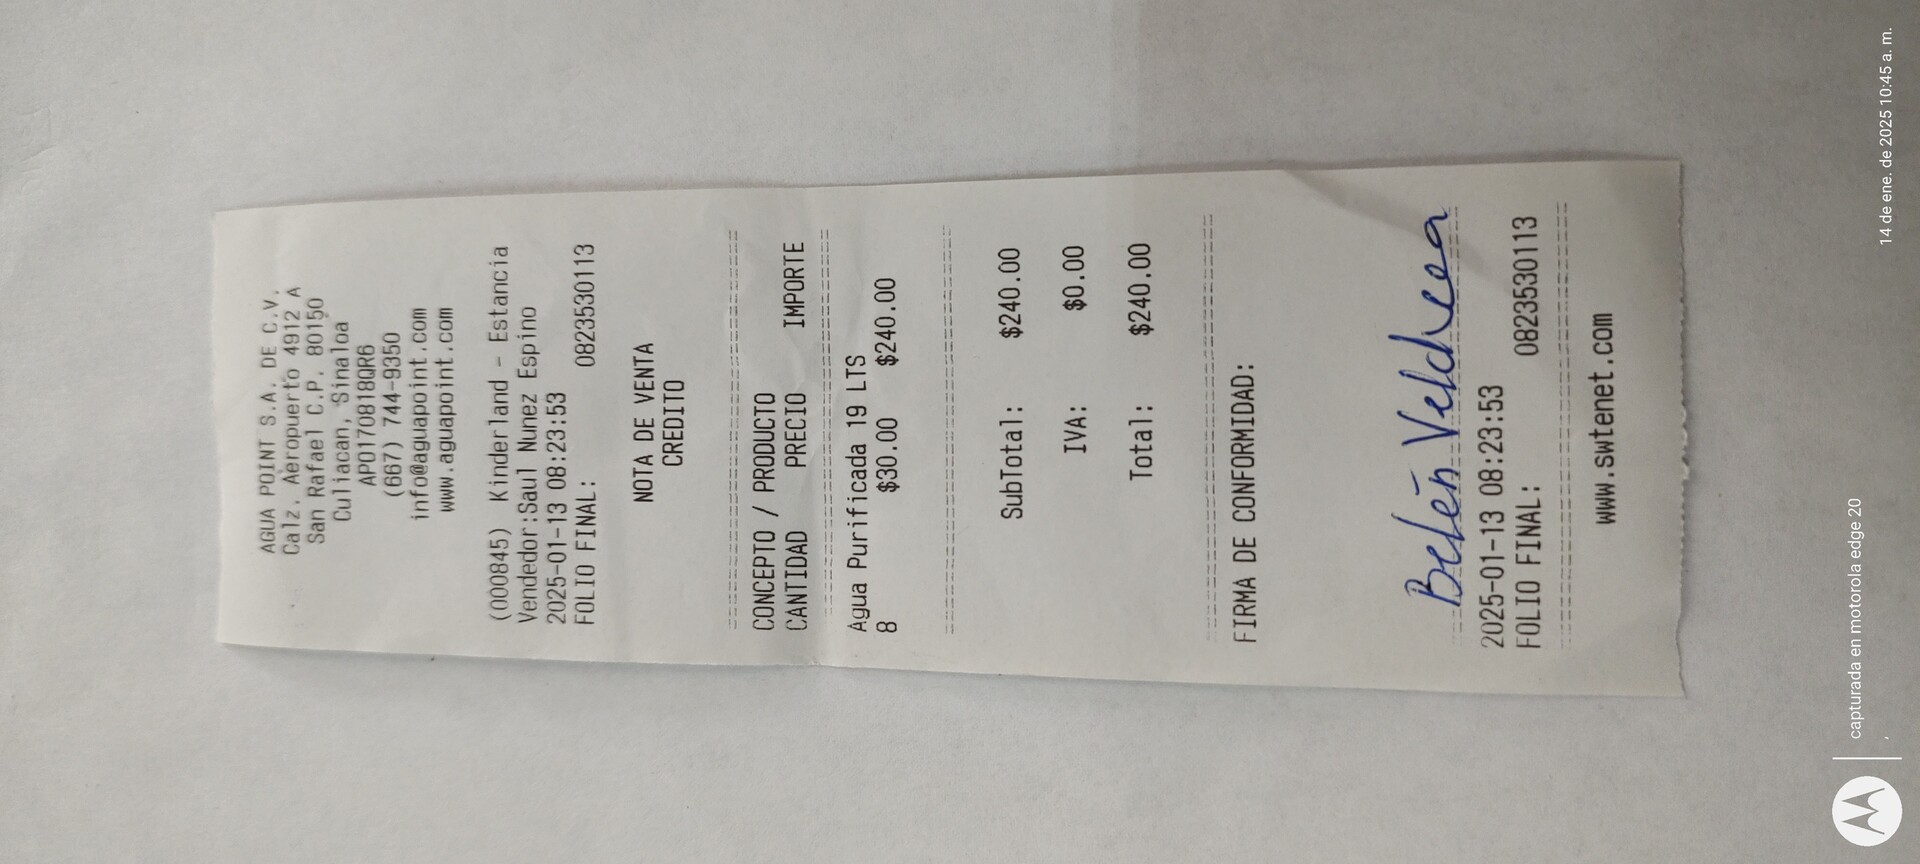 AGUA POINT S.A. DE C.V.
Calz. Aeropuerto 4912 A
San Rafael C.P. 80150
Culiacan, Sinaloa
APO170818QR6
(667) 744-9350
info@aguapoint.com
www.aguapoint.com
(000845) Kinderland - Estancia
Vendedor:Saul Nunez Espino
2025-01-13 08:23:53
FOLIO FINAL: 0823530113
NOTA DE VENTA
CREDITO
CONCEPTO / PRODUCTO
CANTIDAD PRECIO IMPORTE
Agua Purificada 19 LTS
8 $30.00 $240.00
SubTotal: $240.00
IVA: $0.00
Total: $240.00
FIRMA DE CONFORMIDAD:
Belén
2025-01-13 08:23:53
FOLIO FINAL: 0823530113
www.swtenet.com
capturada en motorola edge 20
14 de ene. de 2025 10:45 a. m.